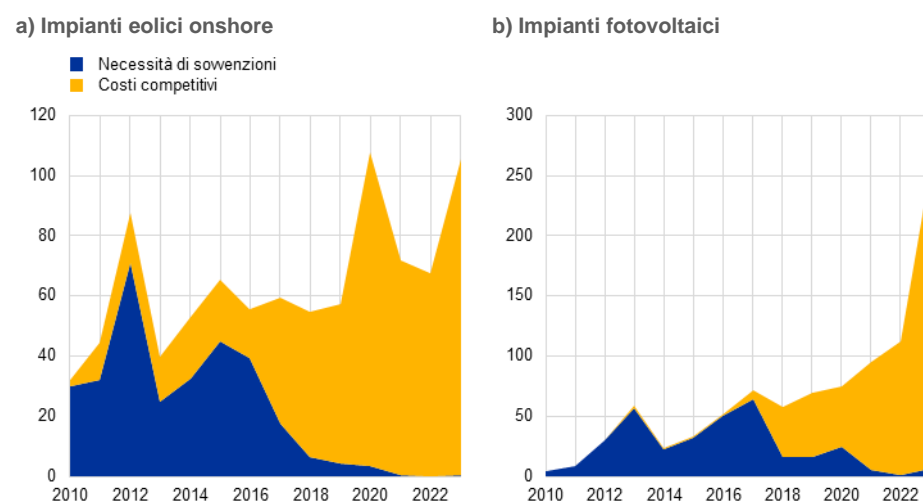 a) Impianti eolici onshore
b) Impianti fotovoltaici
Necessità di sovvenzioni
Costi competitivi
120
100
80
60
40
20
0
2010 2012 2014 2016 2018 2020 2022
300
250
200
150
100
50
0
2010 2012 2014 2016 2018 2020 2022